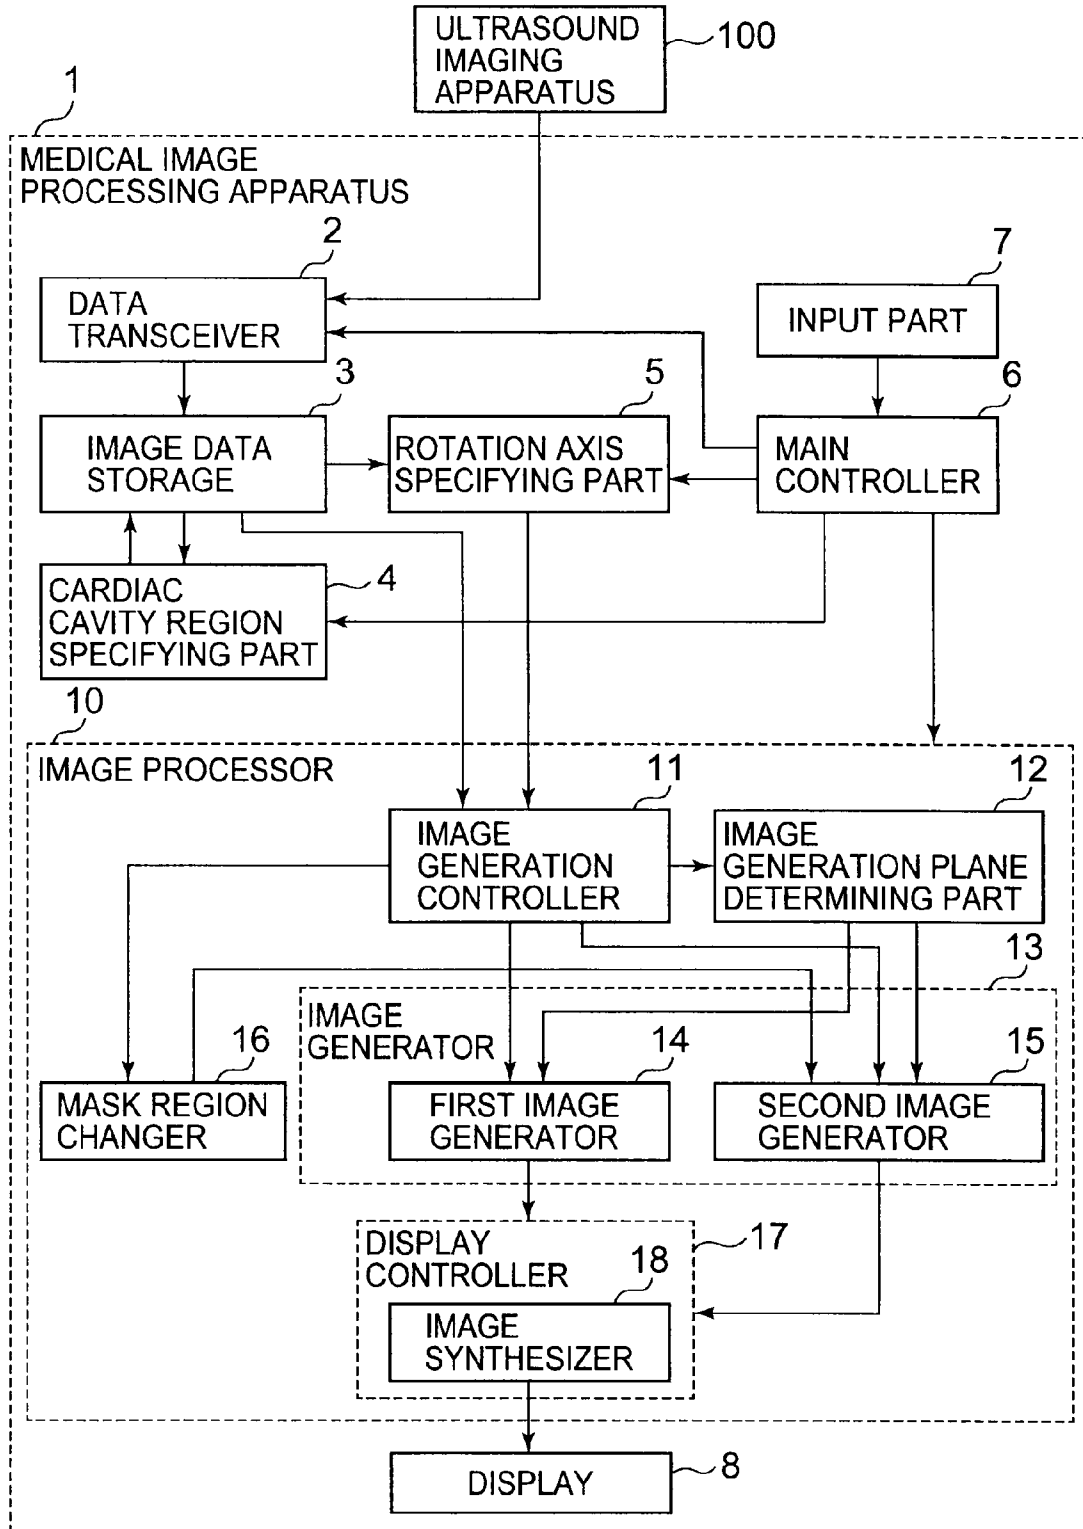 ULTRASOUND
IMAGING
APPARATUS
100
1
MEDICAL IMAGE
PROCESSING APPARATUS
2
DATA
TRANSCEIVER
7
INPUT PART
3
IMAGE DATA
STORAGE
5
ROTATION AXIS
SPECIFYING PART
6
MAIN
CONTROLLER
4
CARDIAC
CAVITY REGION
SPECIFYING PART
10
IMAGE PROCESSOR
11
IMAGE
GENERATION
CONTROLLER
12
IMAGE
GENERATION PLANE
DETERMINING PART
13
IMAGE
GENERATOR
16
MASK REGION
CHANGER
14
FIRST IMAGE
GENERATOR
15
SECOND IMAGE
GENERATOR
17
DISPLAY
CONTROLLER
18
IMAGE
SYNTHESIZER
DISPLAY
8